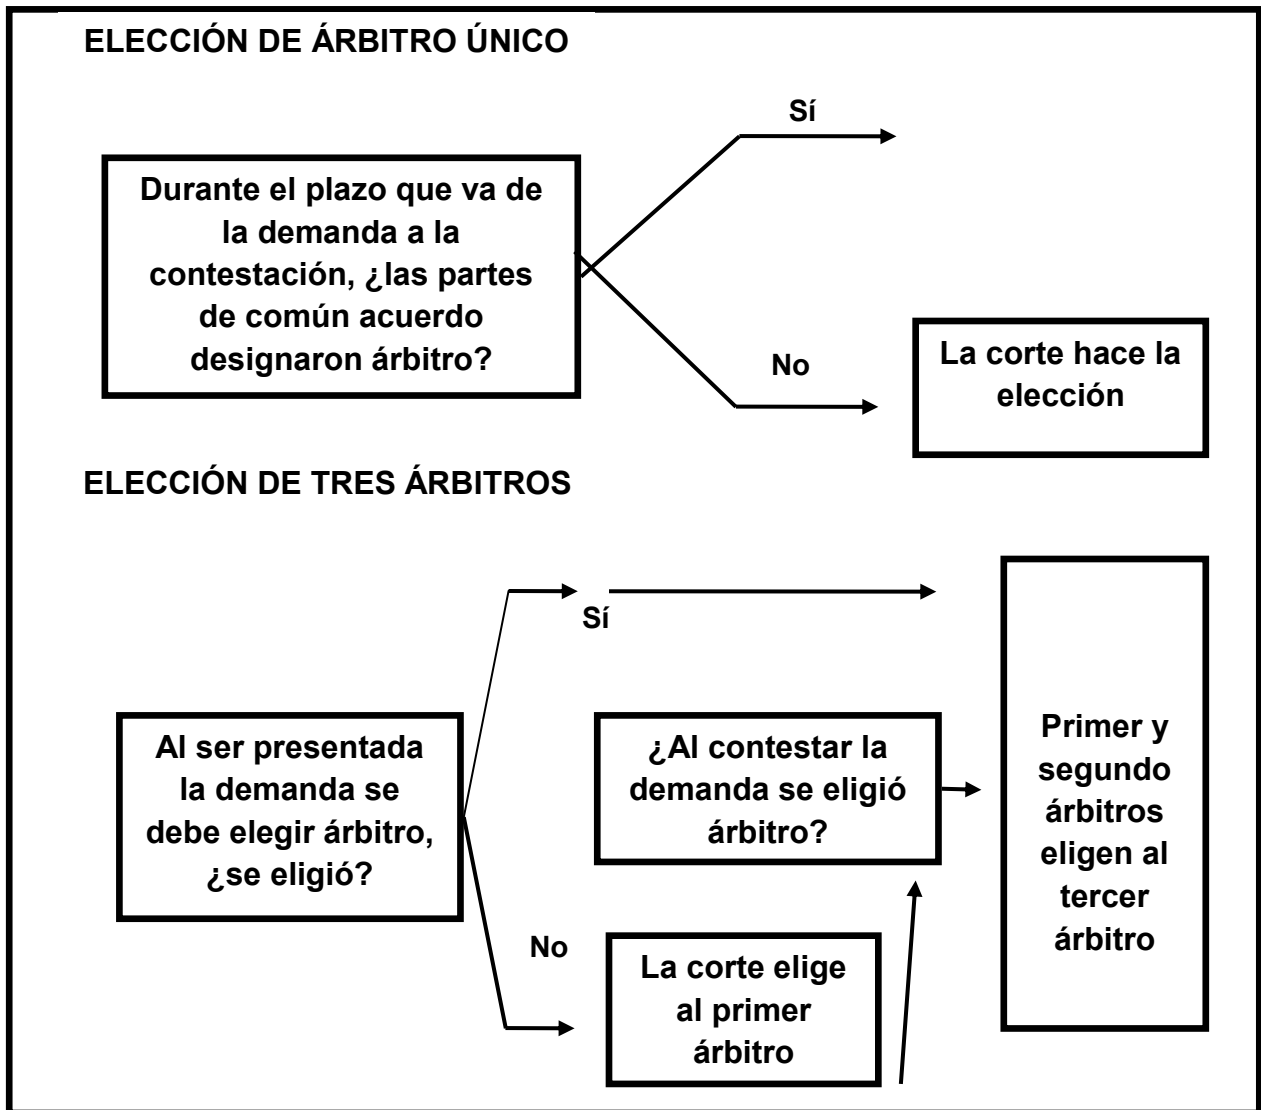 ELECCIÓN DE ÁRBITRO ÚNICO
Sí
Durante el plazo que va de
la demanda a la
contestación, ¿las partes
de común acuerdo
designaron árbitro?
No
La corte hace la
elección
ELECCIÓN DE TRES ÁRBITROS
Sí
Al ser presentada
la demanda se
debe elegir árbitro,
¿se eligió?
¿Al contestar la
demanda se eligió
árbitro?
No
La corte elige
al primer
árbitro
Primer y
segundo
árbitros
eligen al
tercer
árbitro